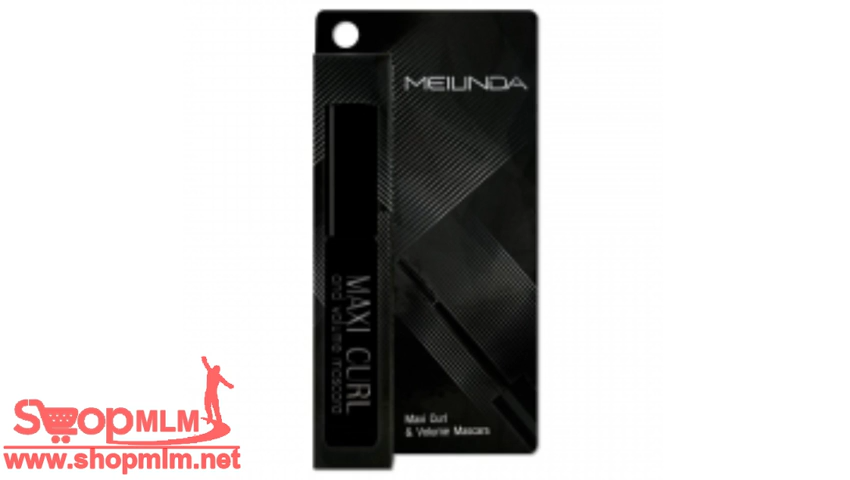 MEILINDA
MAXI CURL
and volume mascara
Maxi Curl
& Volume Mascara
ShopMLM
www.shopmlm.net